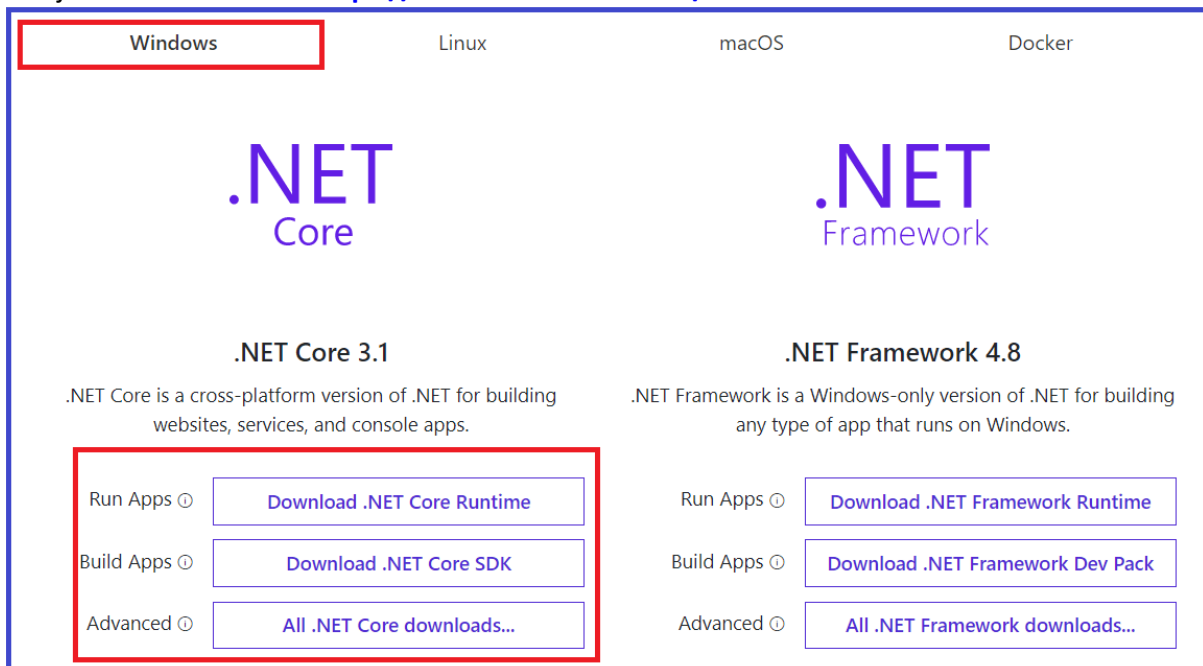 Windows Linux macOS Docker
.NET .NET
Core Framework
.NET Core 3.1 .NET Framework 4.8
.NET Core is a cross-platform version of .NET for building .NET Framework is a Windows-only version of .NET for building
websites, services, and console apps. any type of app that runs on Windows.
Run Apps Download .NET Core Runtime Run Apps Download .NET Framework Runtime
Build Apps Download .NET Core SDK Build Apps Download .NET Framework Dev Pack
Advanced All .NET Core downloads... Advanced All .NET Framework downloads...